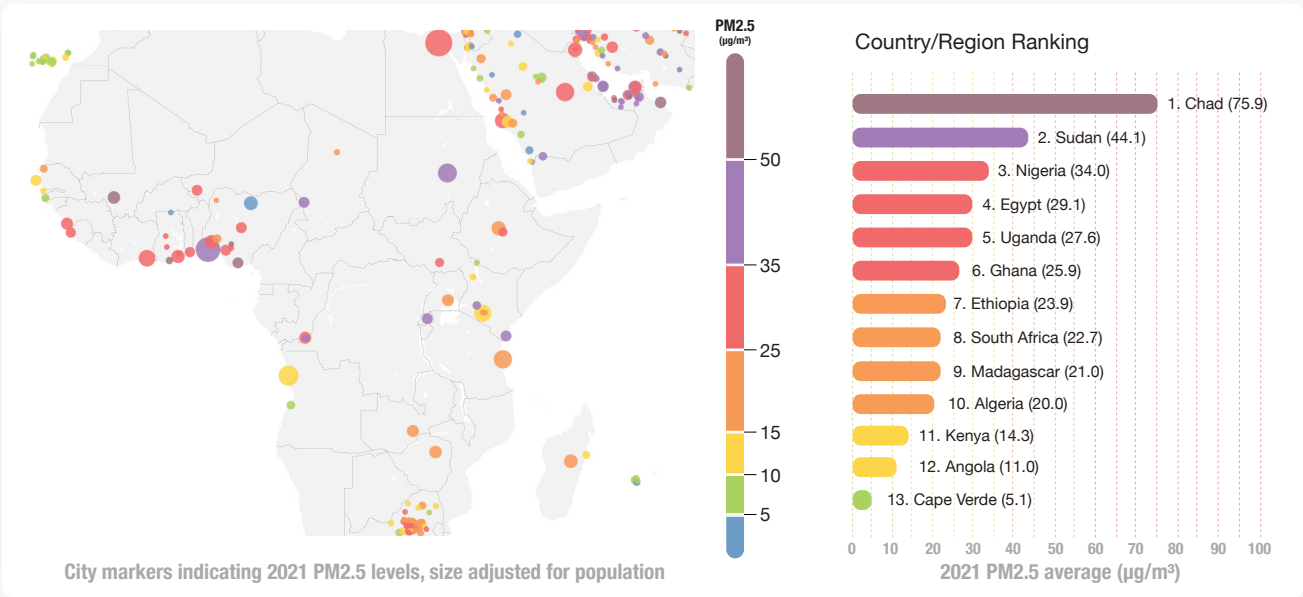 PM2.5
(µg/m³)
50
35
25
15
10
5
City markers indicating 2021 PM2.5 levels, size adjusted for population
Country/Region Ranking
1. Chad (75.9)
2. Sudan (44.1)
3. Nigeria (34.0)
4. Egypt (29.1)
5. Uganda (27.6)
6. Ghana (25.9)
7. Ethiopia (23.9)
8. South Africa (22.7)
9. Madagascar (21.0)
10. Algeria (20.0)
11. Kenya (14.3)
12. Angola (11.0)
13. Cape Verde (5.1)
0 10 20 30 40 50 60 70 80 90 100
2021 PM2.5 average (µg/m³)